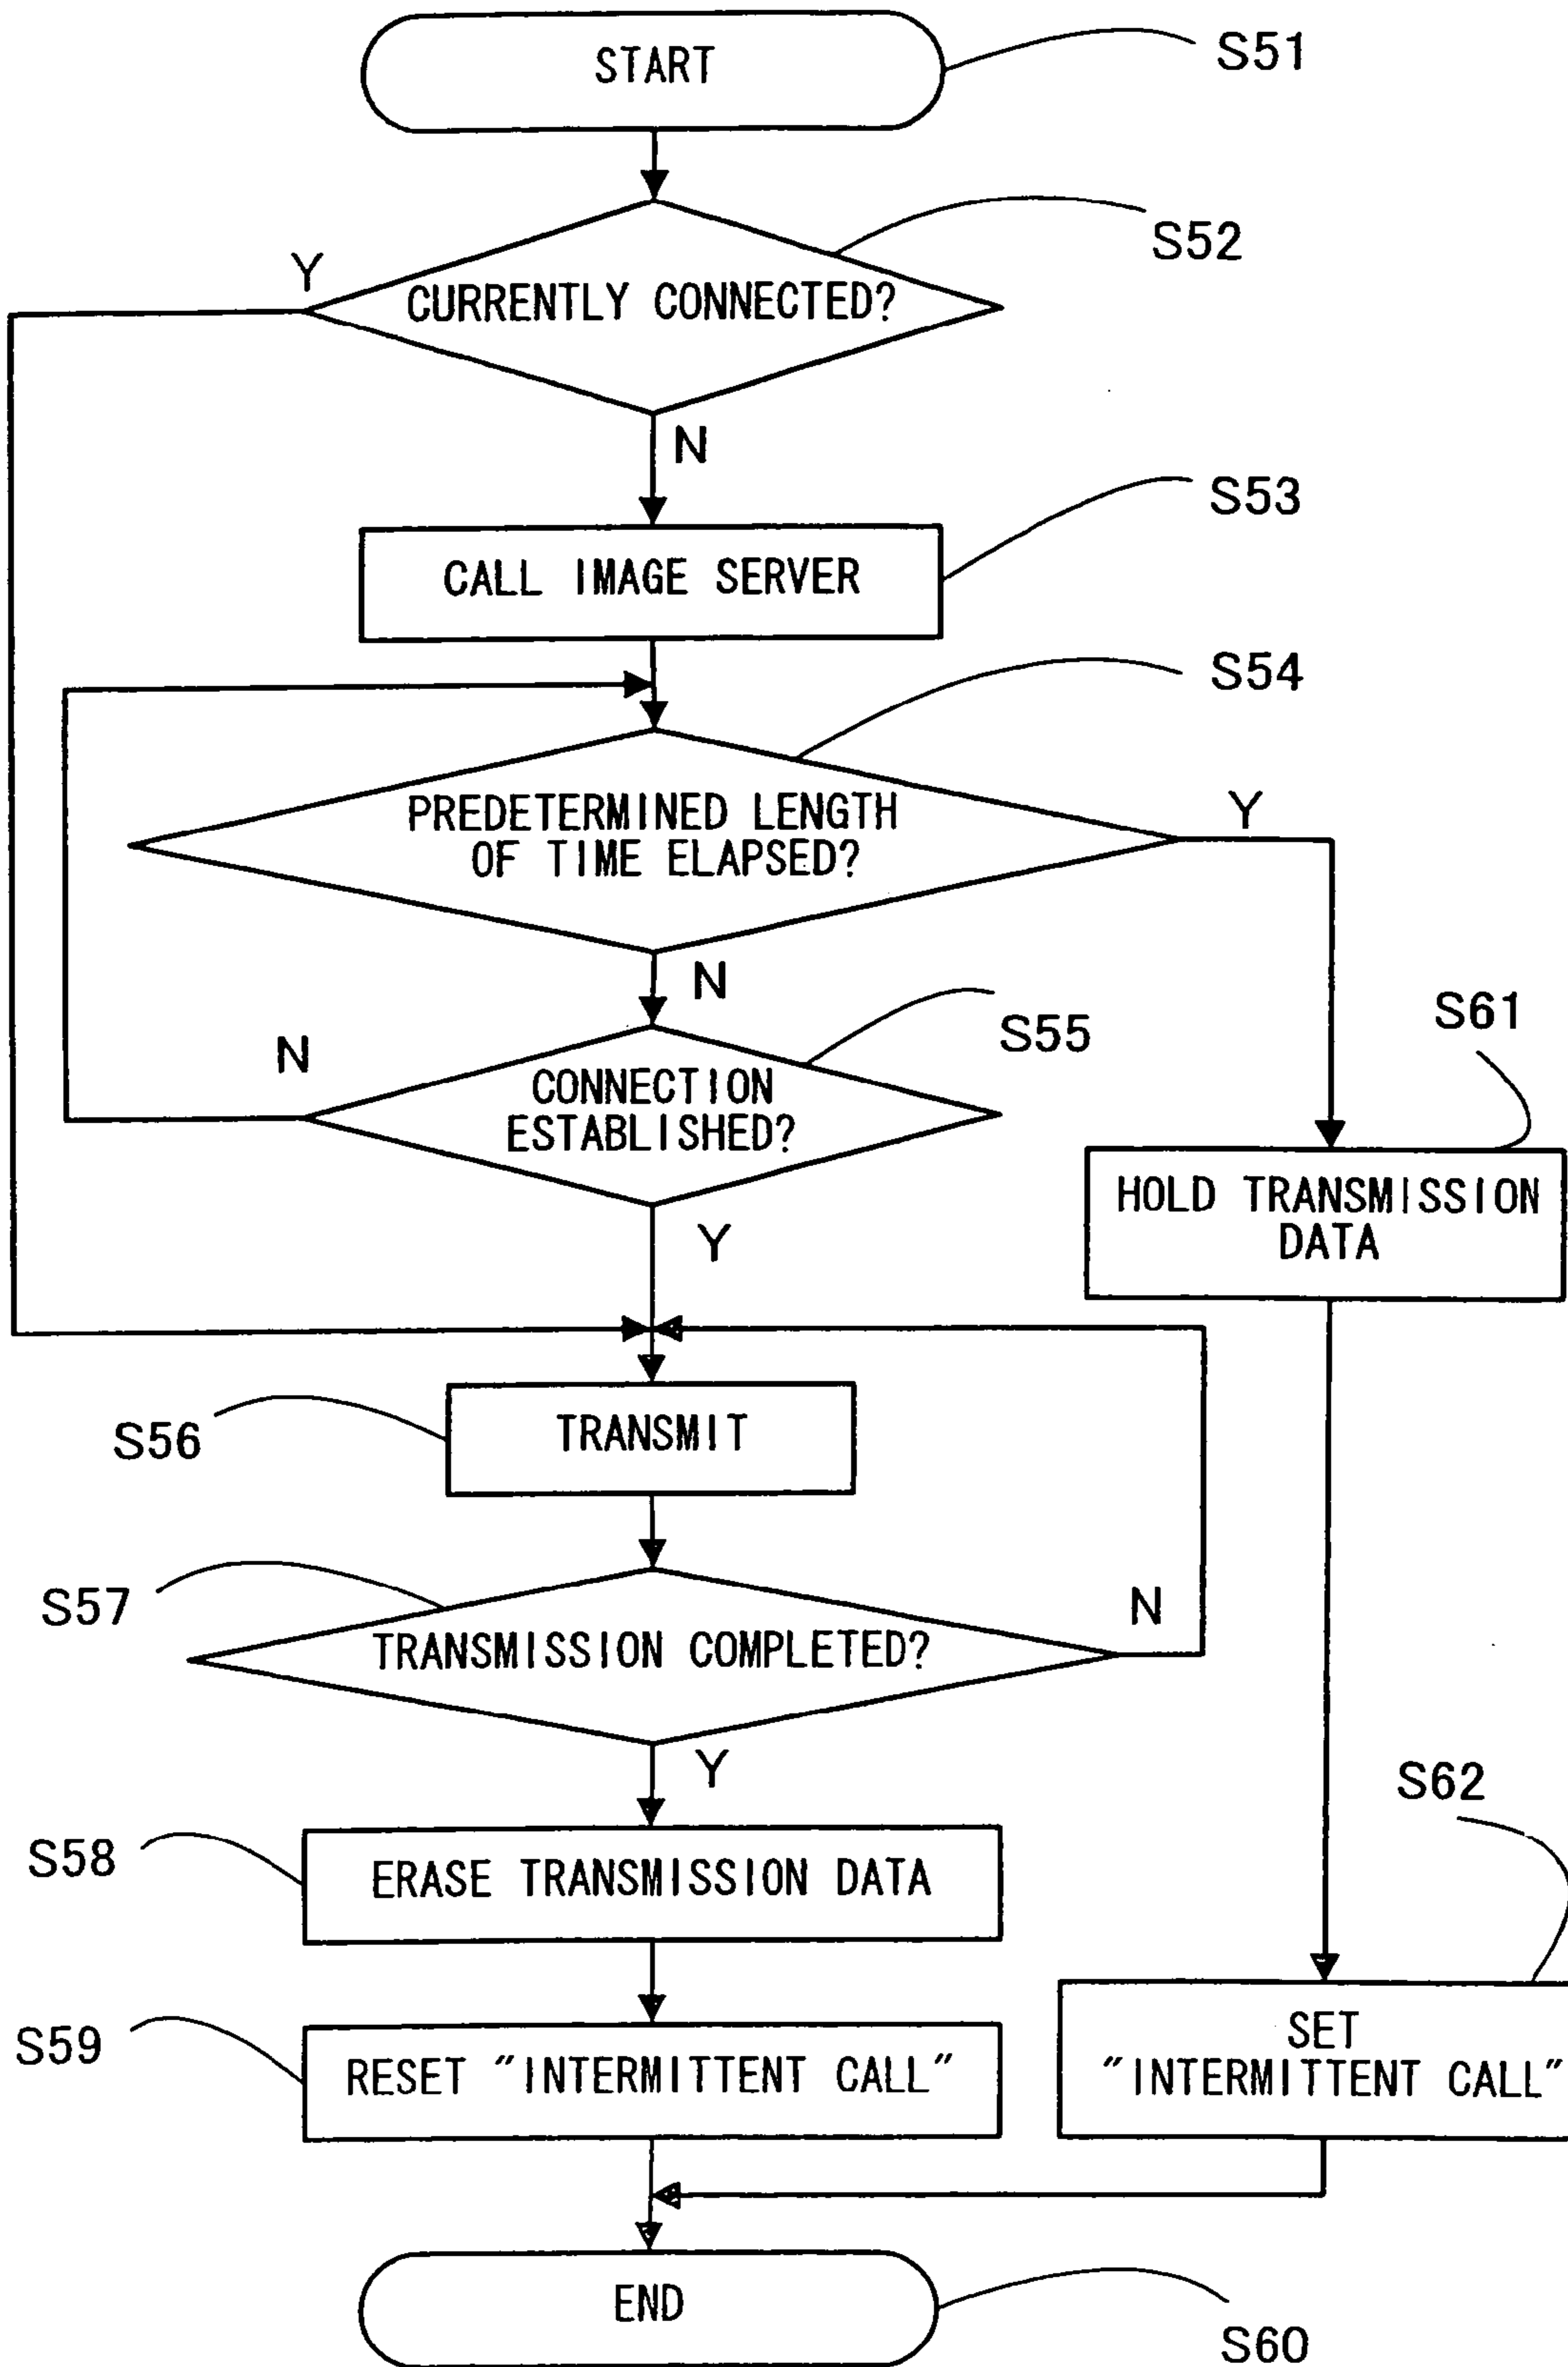 START
S51
S52
Y
CURRENTLY CONNECTED?
N
S53
CALL IMAGE SERVER
S54
PREDETERMINED LENGTH
OF TIME ELAPSED?
Y
N
S55
N
CONNECTION
ESTABLISHED?
S61
HOLD TRANSMISSION
DATA
Y
S56
TRANSMIT
S57
N
TRANSMISSION COMPLETED?
Y
S62
S58
ERASE TRANSMISSION DATA
S59
RESET "INTERMITTENT CALL"
SET
"INTERMITTENT CALL"
END
S60